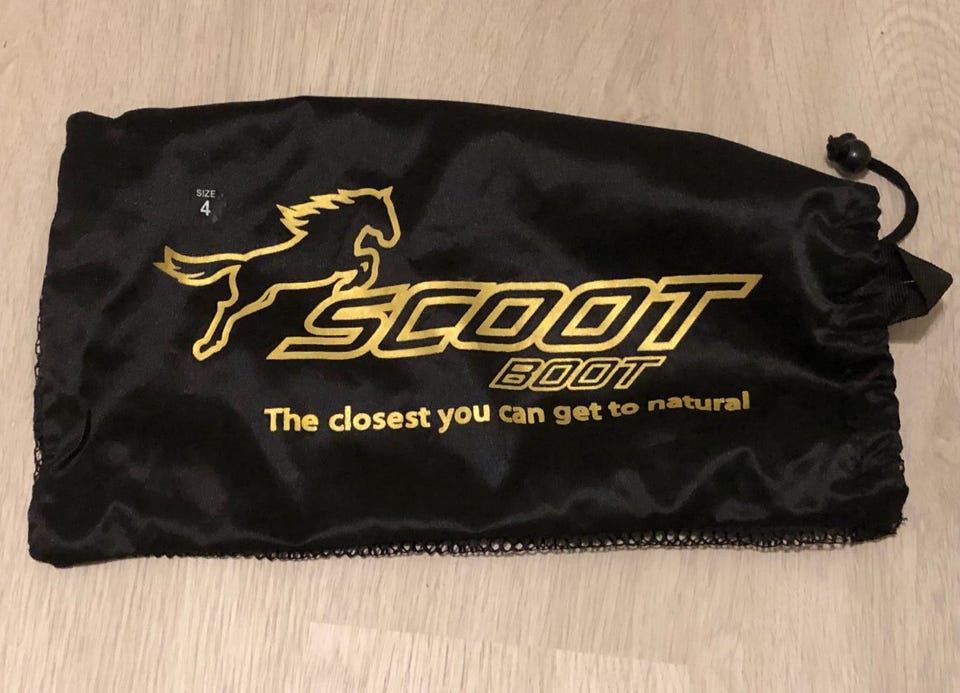 SIZE
4
SCOOT
BOOT
The closest you can get to natural